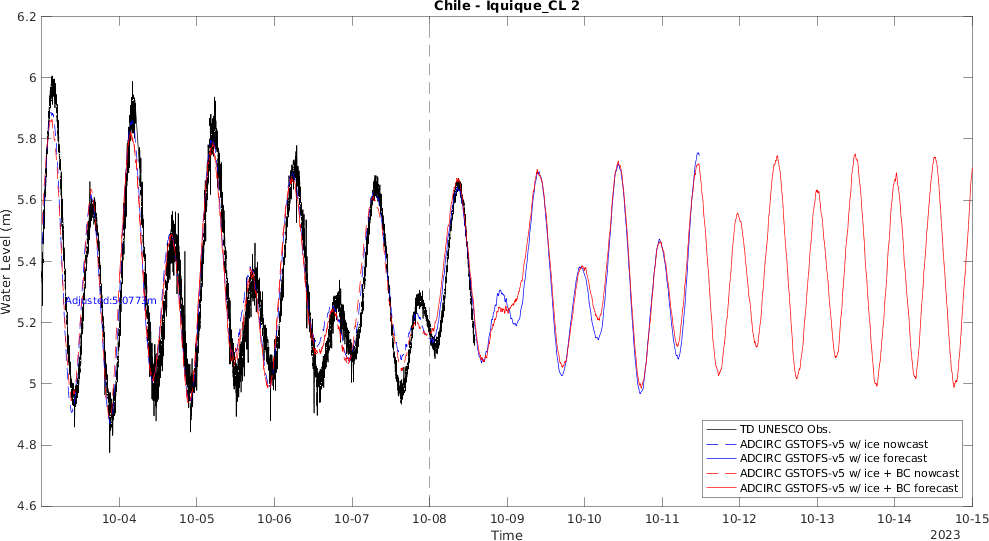 Chile - Iquique_CL 2
6.2
6
5.8
5.6
5.4
5.2
5
4.8
4.6
Water Level (m)
Adjusted:5.0773m
TD UNESCO Obs.
ADCIRC GSTOFS-v5 w/ ice nowcast
ADCIRC GSTOFS-v5 w/ ice forecast
ADCIRC GSTOFS-v5 w/ ice + BC nowcast
ADCIRC GSTOFS-v5 w/ ice + BC forecast
10-04 10-05 10-06 10-07 10-08 10-09 10-10 10-11 10-12 10-13 10-14 10-15
Time
2023